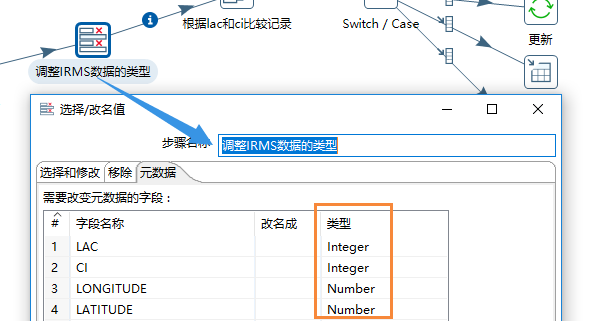 根据lac和ci比较记录
Switch / Case
更新
调整IRMS数据的类型
选择/改名值
步骤名称
调整IRMS数据的类型
选择和修改 移除 元数据
需要改变元数据的字段：
# 字段名称 改名成 类型
1 LAC Integer
2 CI Integer
3 LONGITUDE Number
4 LATITUDE Number